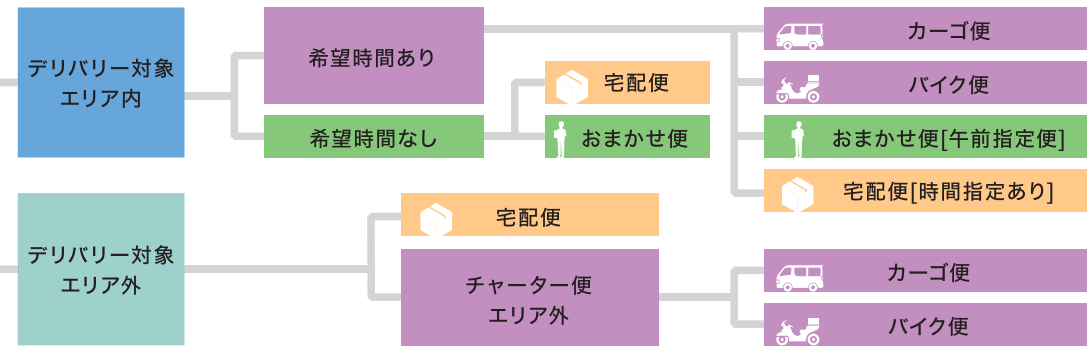 デリバリー対象
エリア内
希望時間あり
希望時間なし
宅配便
おまかせ便
カーゴ便
バイク便
おまかせ便[午前指定便]
宅配便[時間指定あり]
デリバリー対象
エリア外
宅配便
チャーター便
エリア外
カーゴ便
バイク便